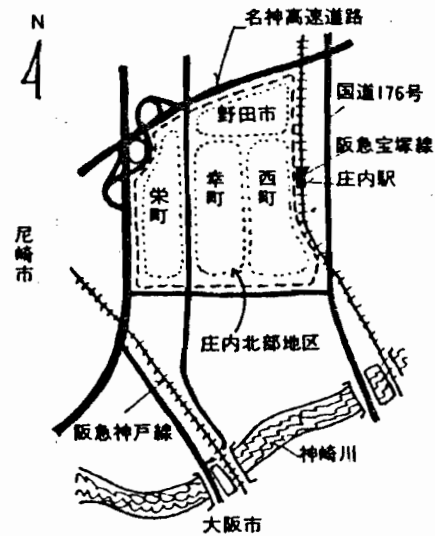 N
名神高速道路
国道176号
野田市
阪急宝塚線
庄内駅
栄町
幸町
西町
尼崎市
庄内北部地区
阪急神戸線
神崎川
大阪市